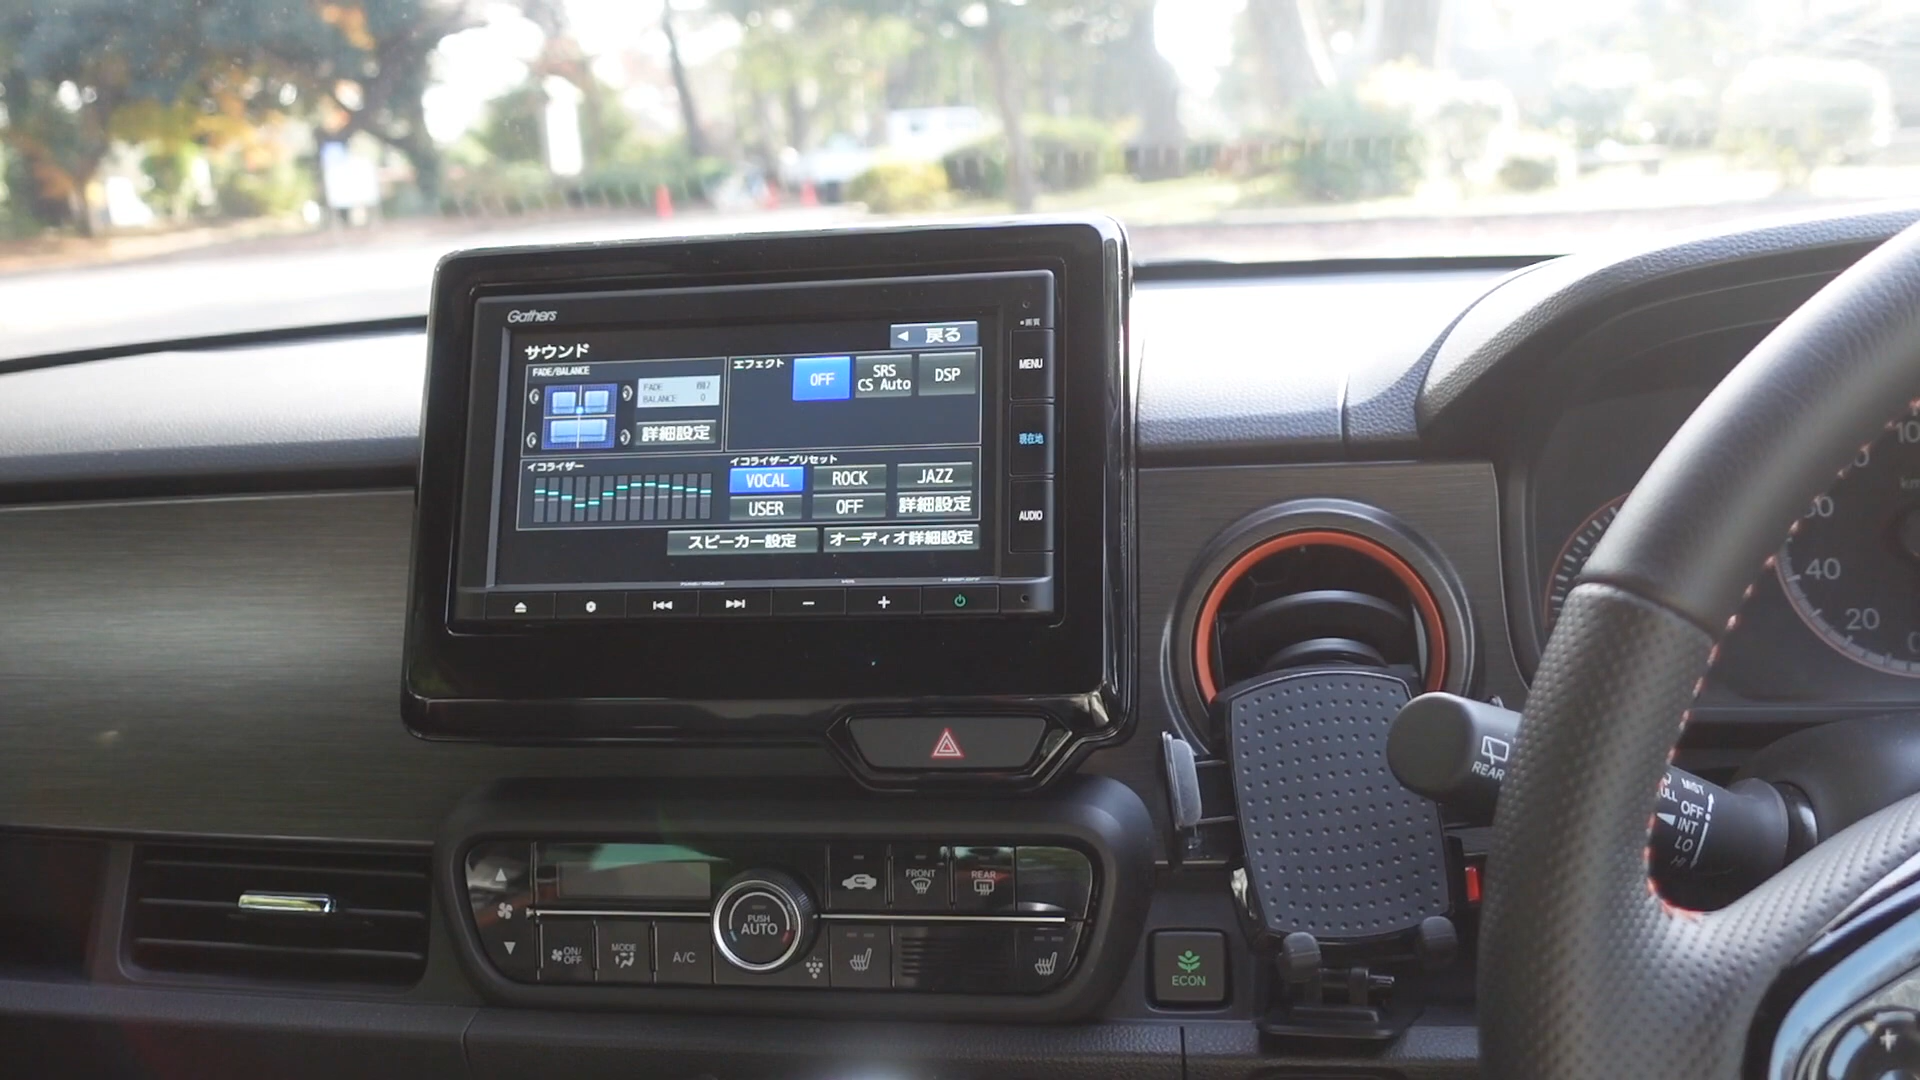 Gathers
画質
戻る
サウンド
FADE/BALANCE
FADE
BALANCE 0
詳細設定
エフェクト
OFF
SRS
CS Auto
DSP
イコライザー
イコライザープリセット
VOCAL
ROCK
JAZZ
USER
OFF
詳細設定
スピーカー設定
オーディオ詳細設定
MENU
現在地
AUDIO
FRONT
REAR
PUSH
AUTO
ON/
OFF
MODE
A/C
ECON
REAR
MIST
OFF
INT
LO
HI
40
20